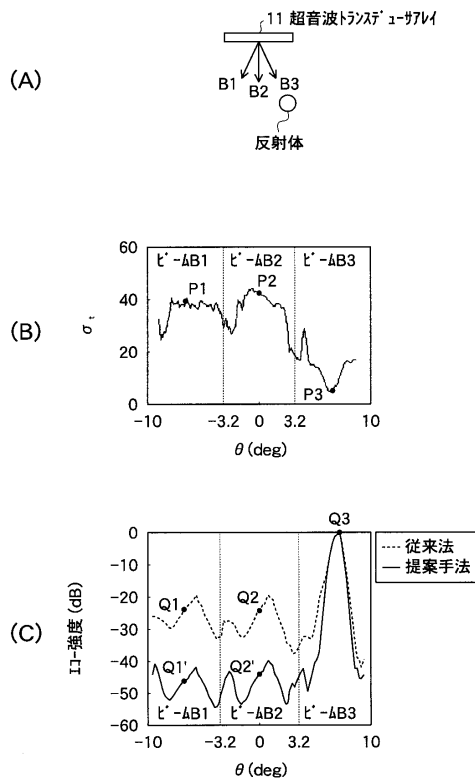 (A)
11 超音波トランスデューサアレイ
B1 B2 B3
反射体
(B)
60
40
20
0
σt
ビームB1 ビームB2 ビームB3
P1
P2
P3
-10 -3.2 0 3.2 10
θ(deg)
(C)
Q3
0
-10
-20
-30
-40
-50
-60
エコー強度(dB)
従来法
提案手法
Q1
Q2
Q1'
Q2'
ビームB1 ビームB2 ビームB3
-10 -3.2 0 3.2 10
θ(deg)